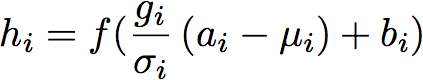 h_i = f(\frac{g_i}{\sigma_i} (a_i - \mu_i) + b_i)